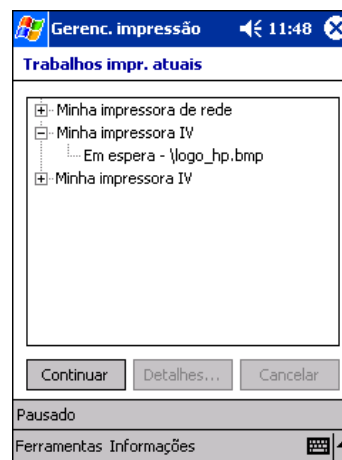 Gerenc. impressão 11:48
Trabalhos impr. atuais
Minha impressora de rede
Minha impressora IV
Em espera - \logo_hp.bmp
Minha impressora IV
Continuar Detalhes... Cancelar
Pausado
Ferramentas Informações